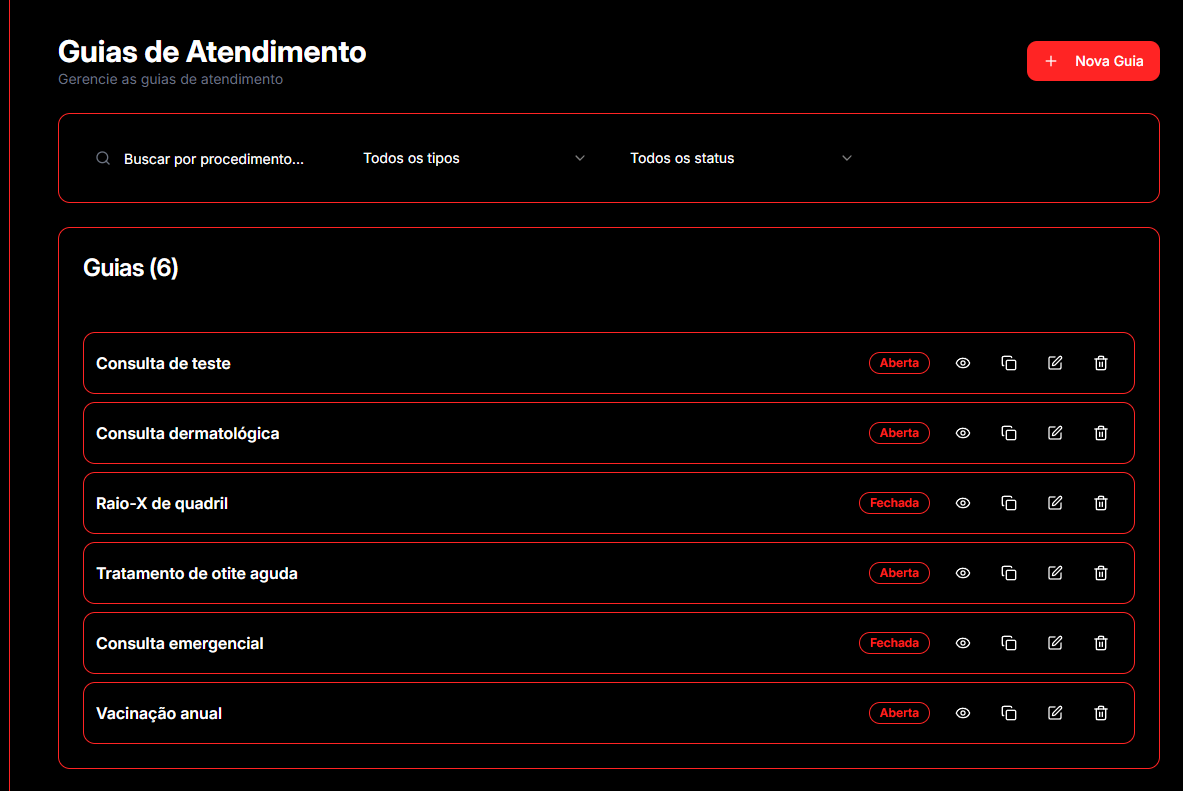 Guias de Atendimento
Gerencie as guias de atendimento
Nova Guia
Buscar por procedimento...
Todos os tipos
Todos os status
Guias (6)
Consulta de teste
Aberta
Consulta dermatológica
Aberta
Raio-X de quadril
Fechada
Tratamento de otite aguda
Aberta
Consulta emergencial
Fechada
Vacinação anual
Aberta